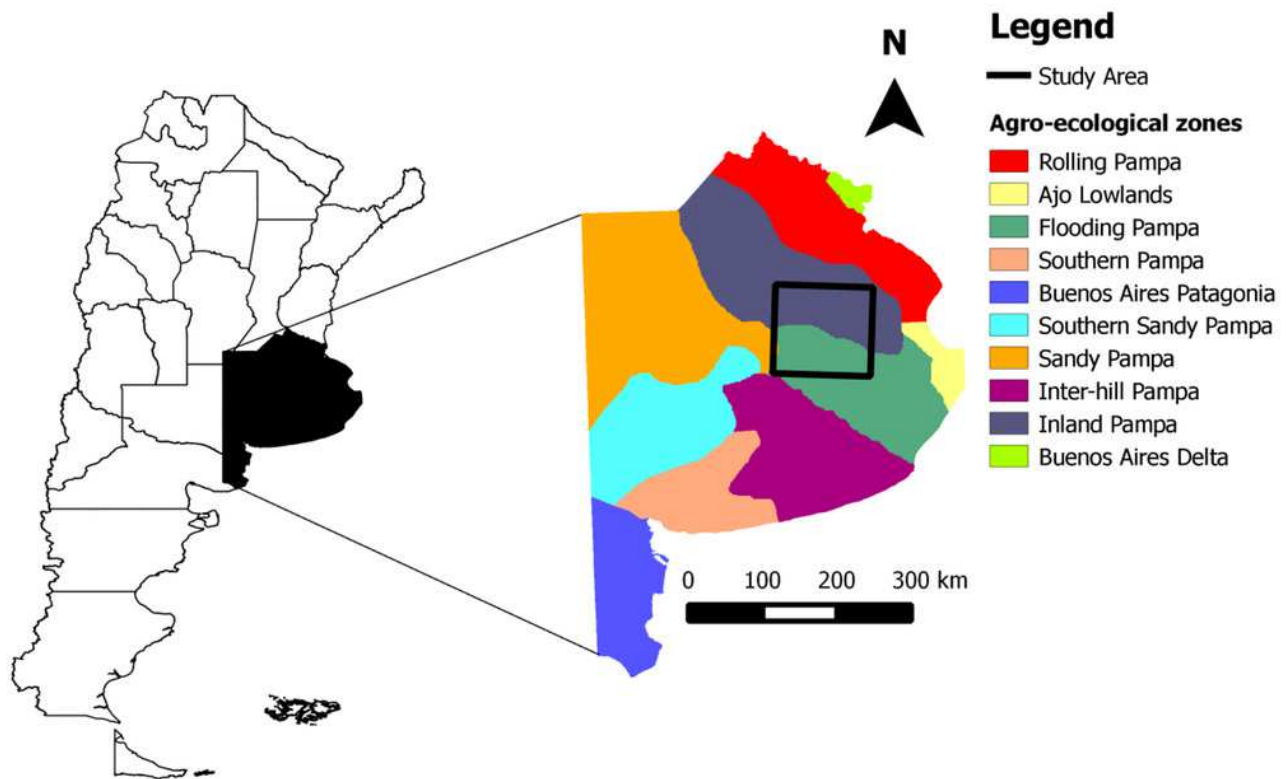 N
0 100 200 300 km
Legend
Study Area
Agro-ecological zones
Rolling Pampa
Ajo Lowlands
Flooding Pampa
Southern Pampa
Buenos Aires Patagonia
Southern Sandy Pampa
Sandy Pampa
Inter-hill Pampa
Inland Pampa
Buenos Aires Delta